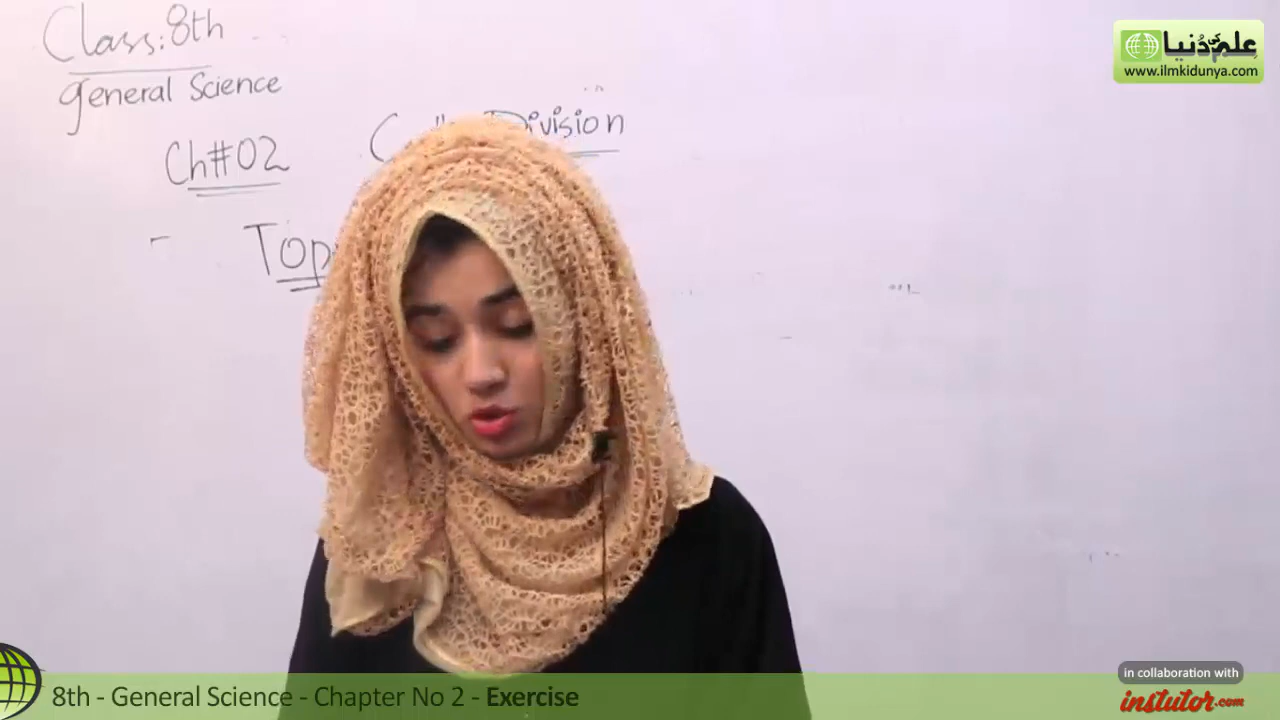 Class: 8th
General Science
Ch#02
Division
علم کی دنیا
www.ilmkidunya.com
8th - General Science - Chapter No 2 - Exercise
in collaboration with
instutor.com